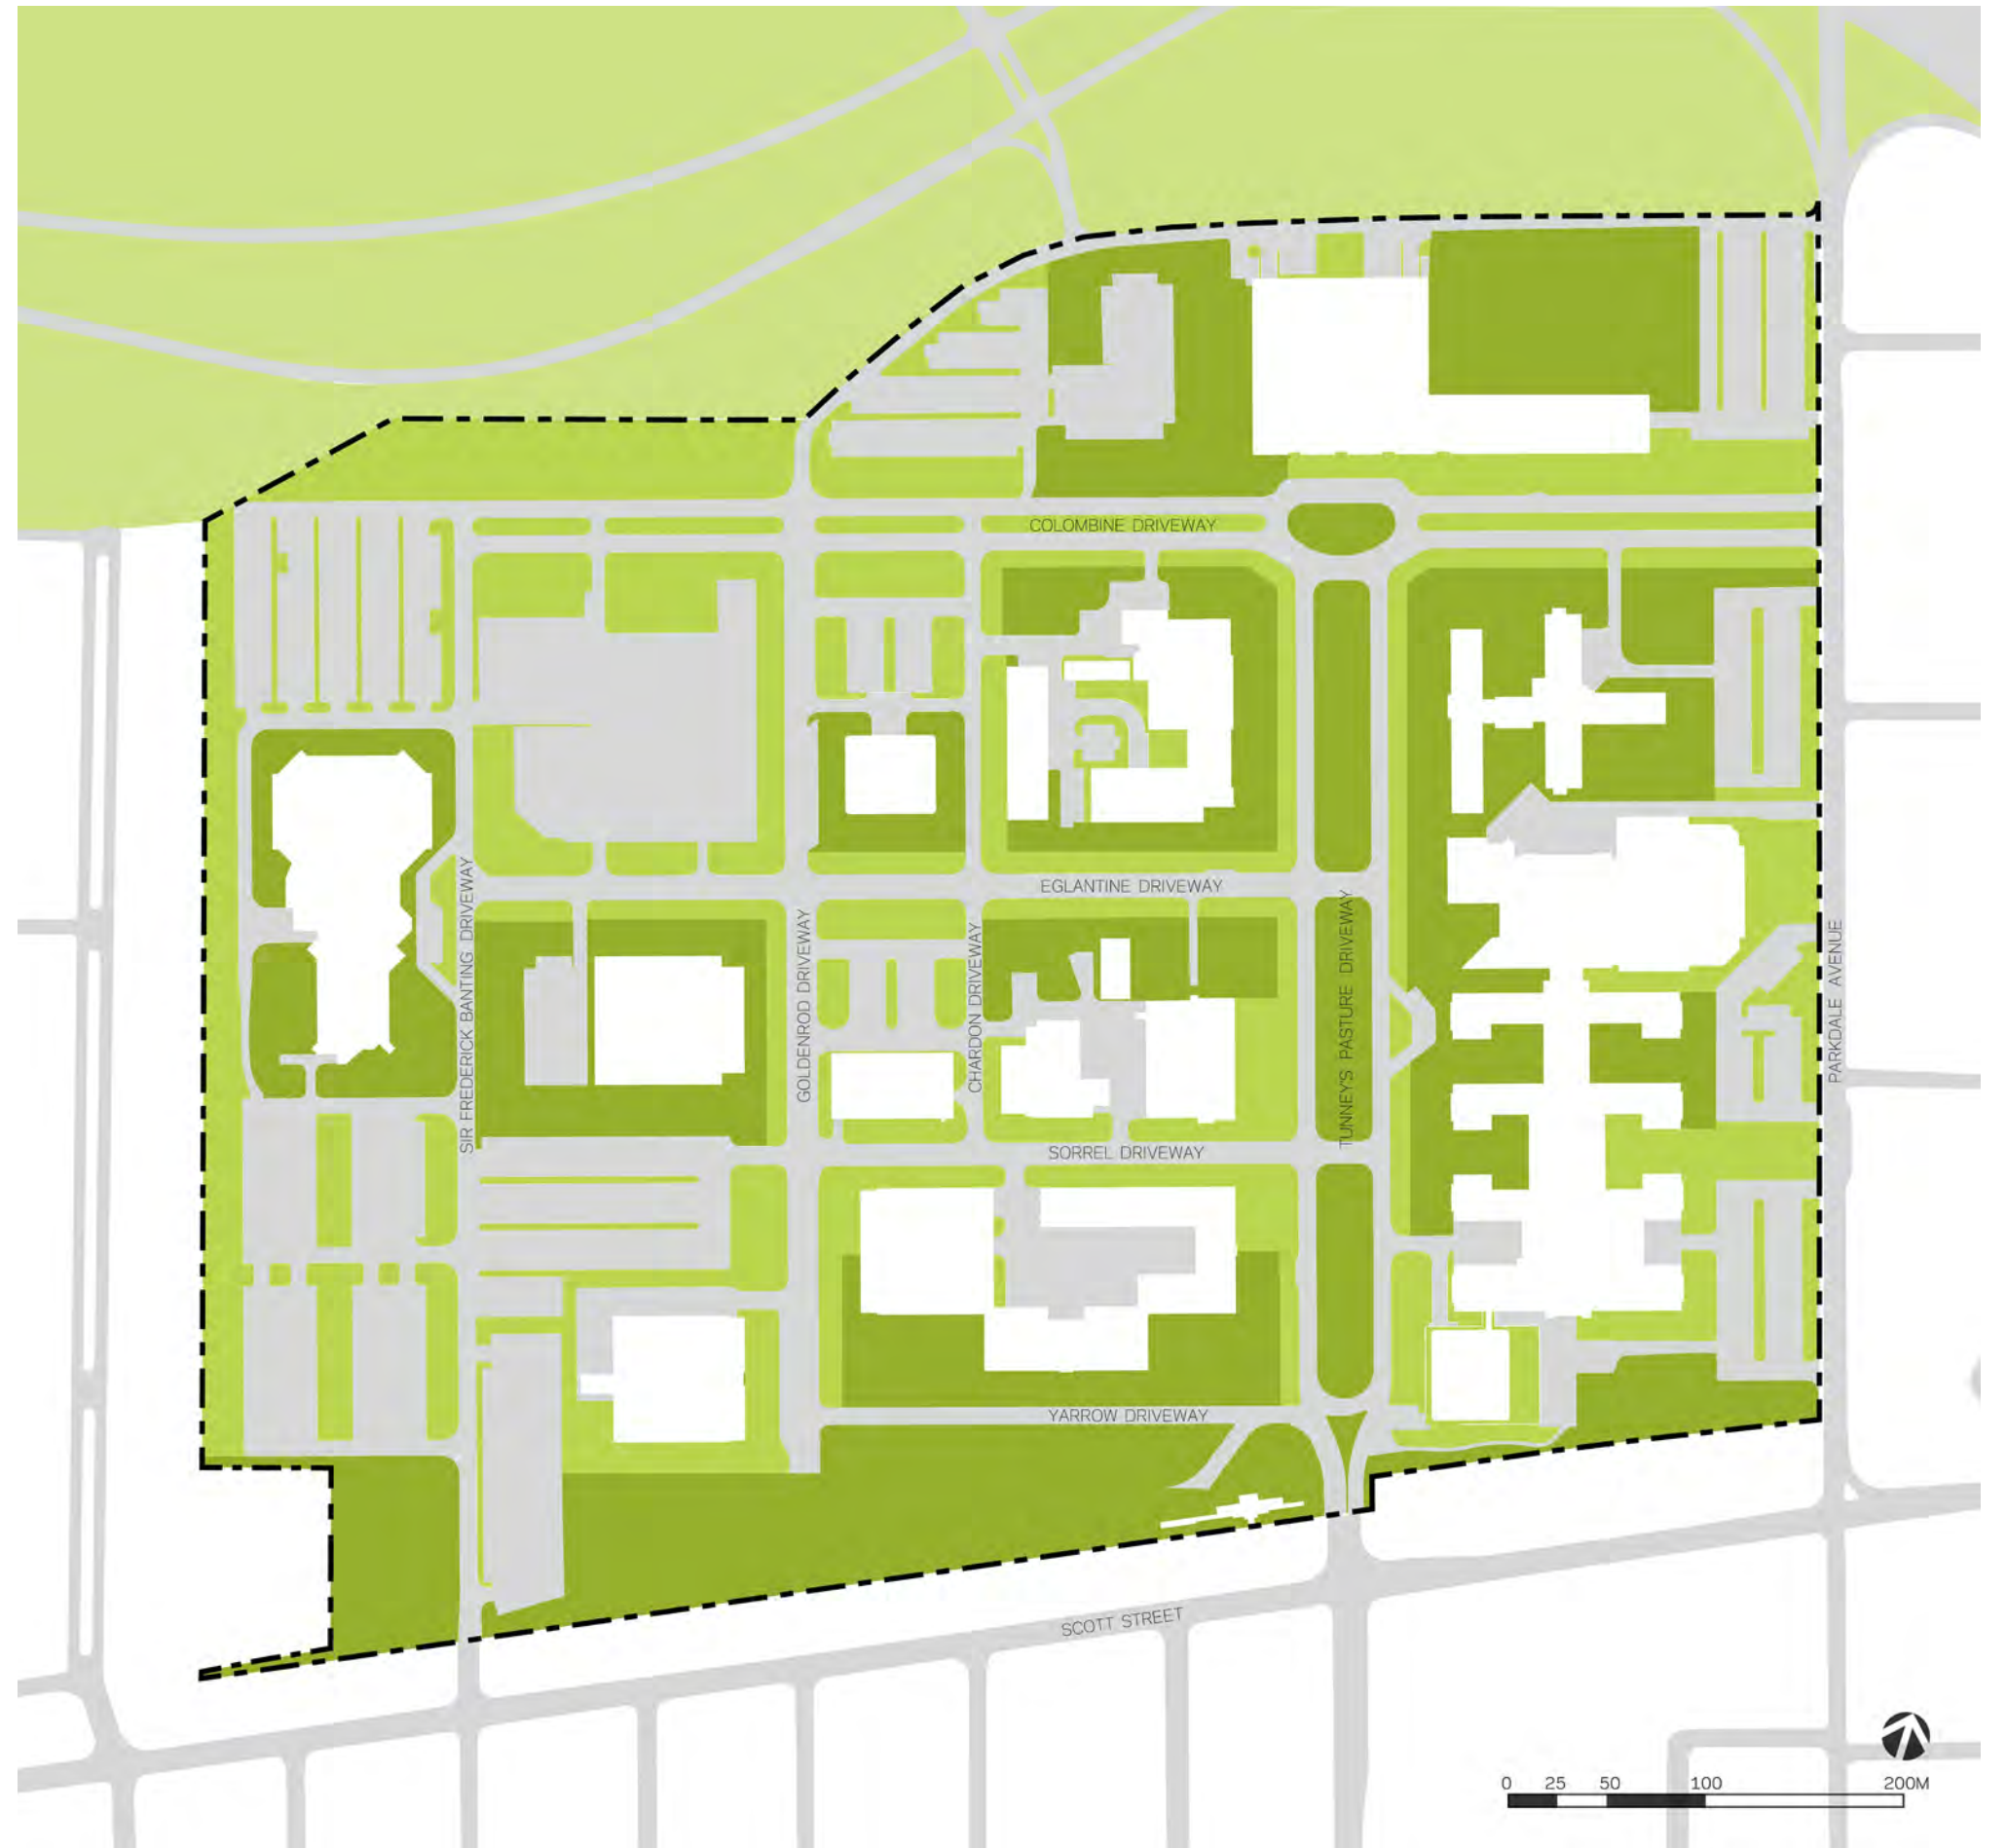 COLOMBINE DRIVEWAY
EGLANTINE DRIVEWAY
SIR FREDERICK BANTING DRIVEWAY
GOLDENROD DRIVEWAY
CHARDON DRIVEWAY
TUNNEY'S PASTURE DRIVEWAY
PARKDALE AVENUE
SORREL DRIVEWAY
YARROW DRIVEWAY
SCOTT STREET
0 25 50 100 200M